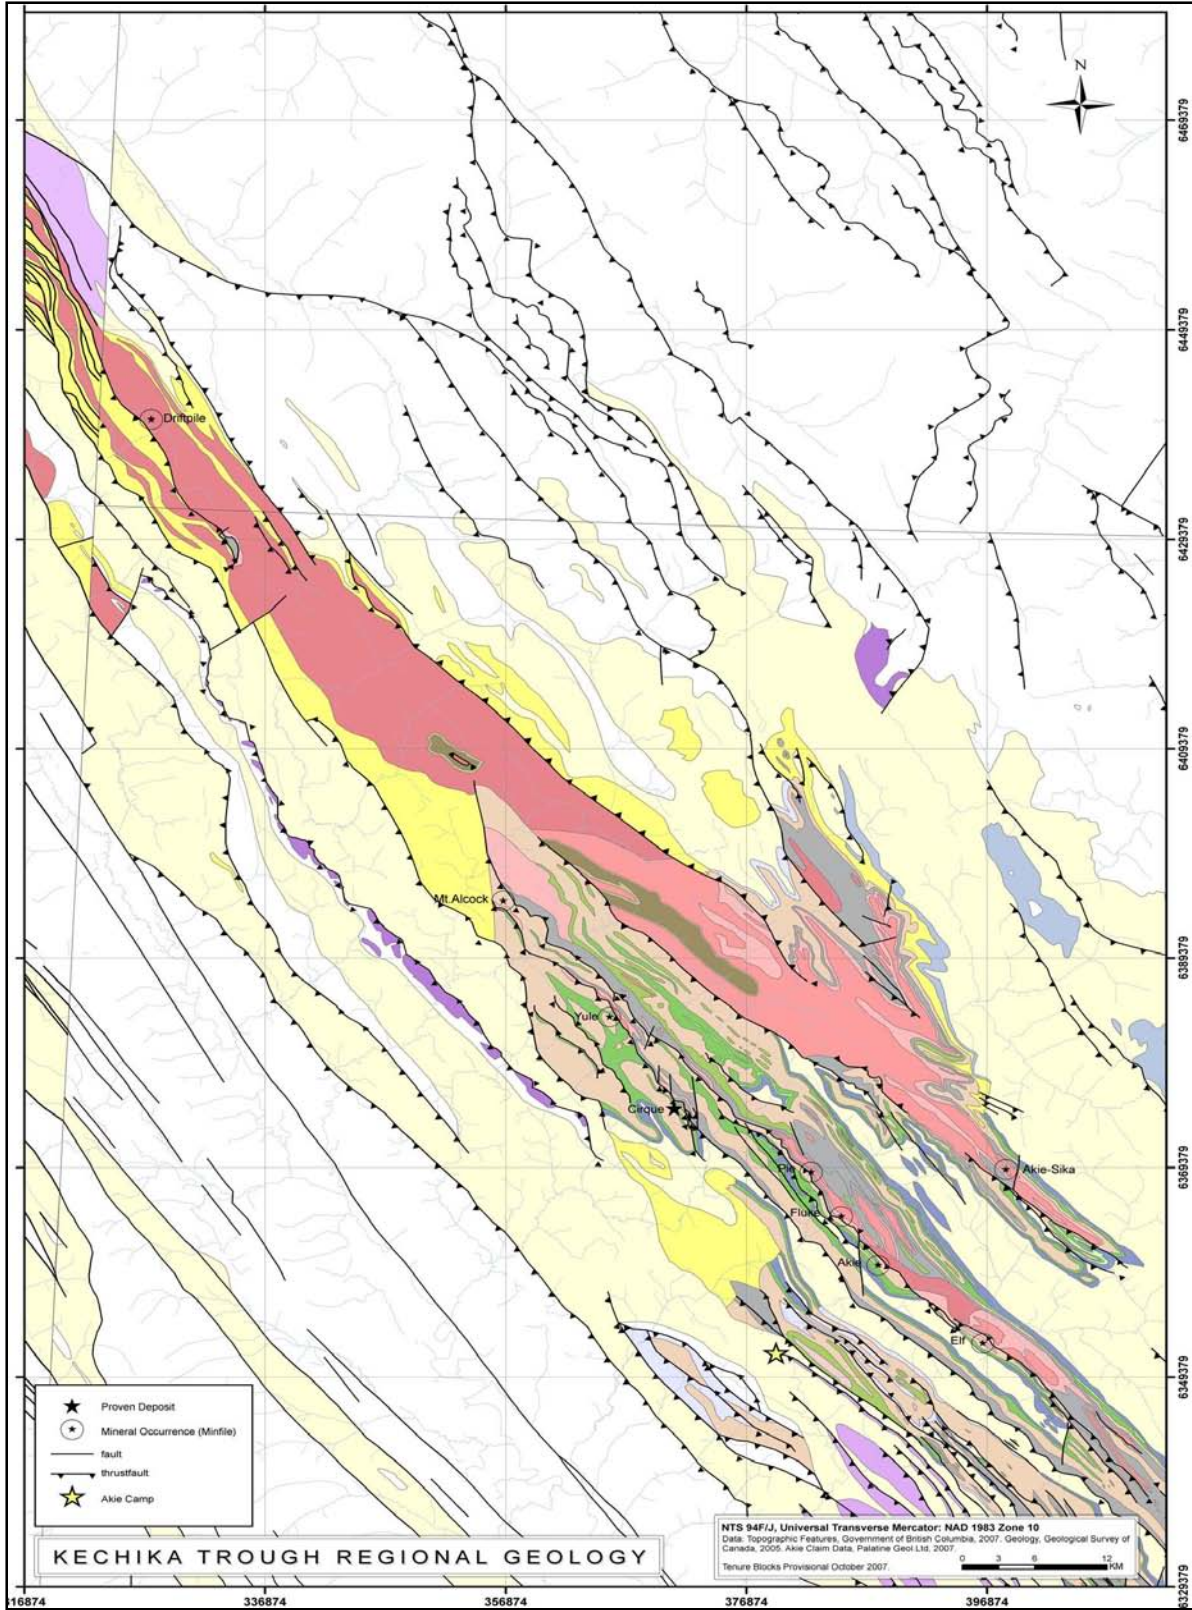 N
6469379
6449379
Driftpile
6429379
6409379
Mt.Alcock
6389379
Yule
Cirque
Pie
Akie-Sika
6369379
Fluke
Akie
Elf
6349379
Proven Deposit
Mineral Occurrence (Minfile)
fault
thrustfault
Akie Camp
KECHIKA TROUGH REGIONAL GEOLOGY
NTS 94F/J, Universal Transverse Mercator: NAD 1983 Zone 10
Data: Topographic Features, Government of British Columbia, 2007. Geology, Geological Survey of
Canada, 2005. Akie Claim Data, Palatine Geol Ltd, 2007.
Tenure Blocks Provisional October 2007.
0 3 6 12
KM
6329379
316874 336874 356874 376874 396874